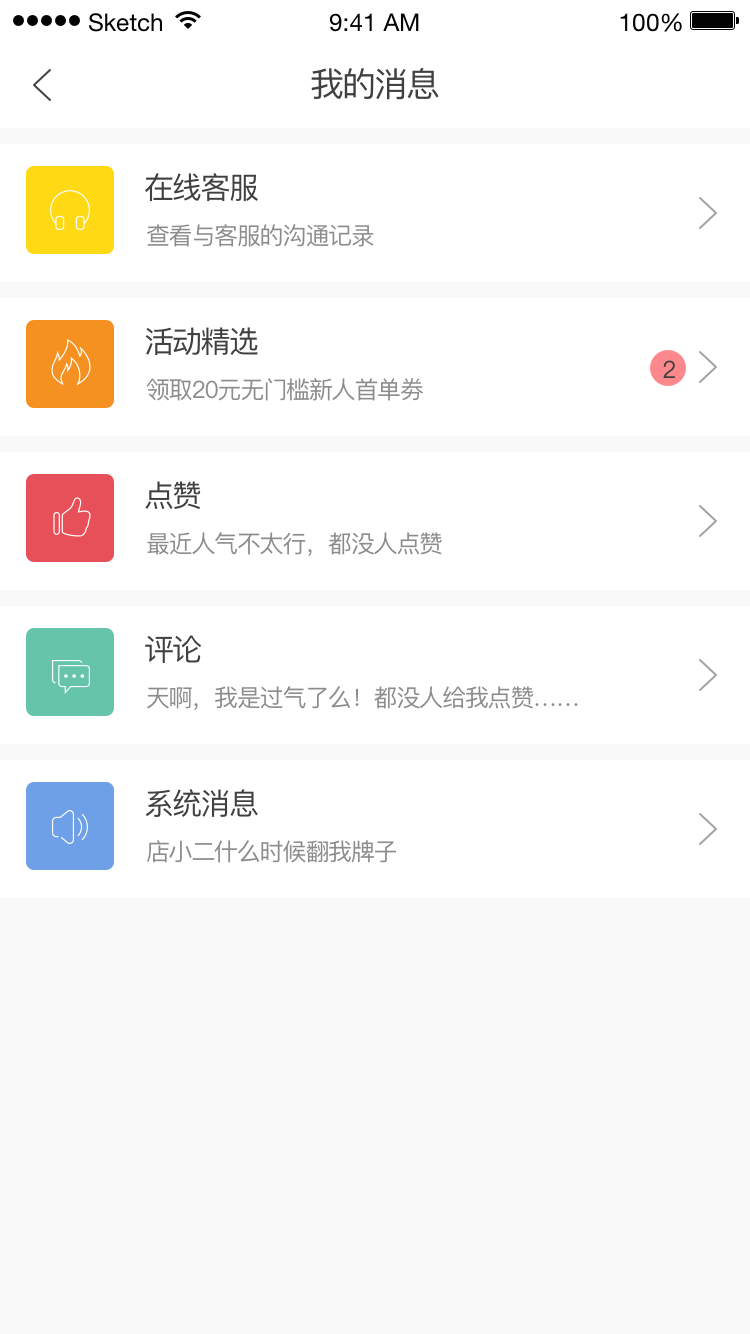 Sketch 9:41 AM 100%
我的消息
在线客服
查看与客服的沟通记录
活动精选
领取20元无门槛新人首单券
2
点赞
最近人气不太行，都没人点赞
评论
天啊，我是过气了么！都没人给我点赞……
系统消息
店小二什么时候翻我牌子